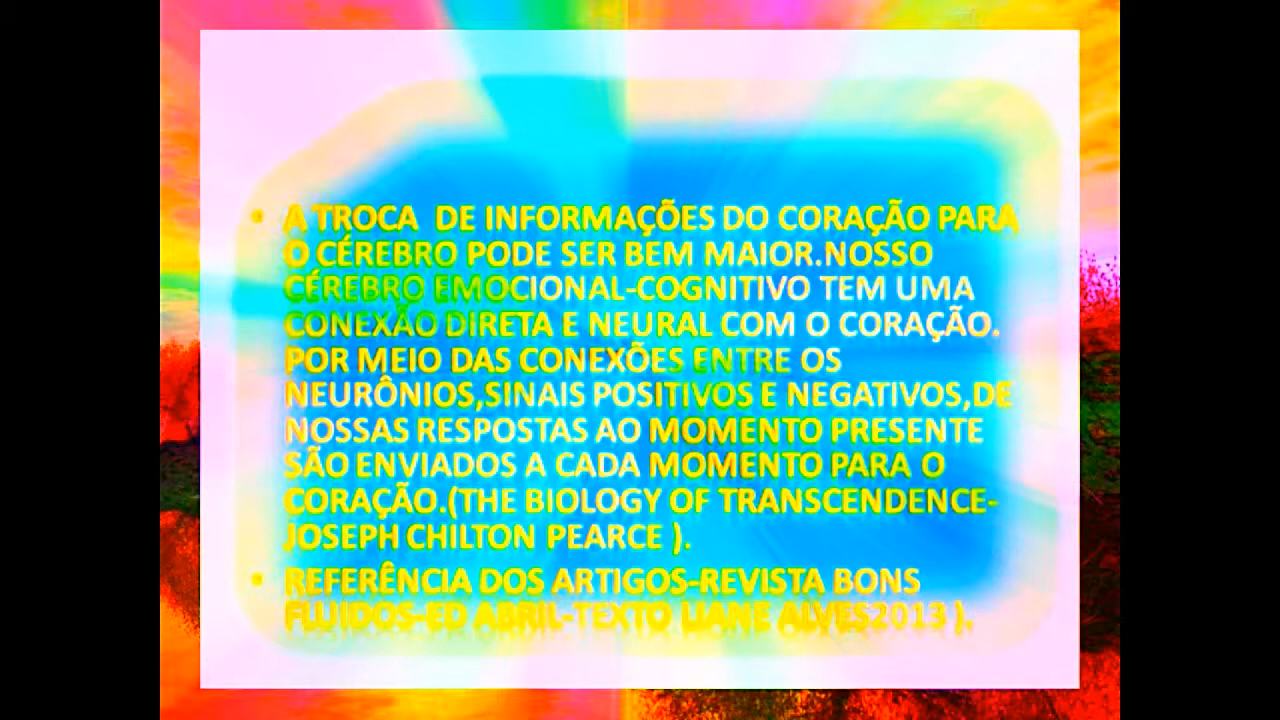 • A TROCA  DE INFORMAÇÕES DO CORAÇÃO PARA
O CÉREBRO PODE SER BEM MAIOR.NOSSO
CÉREBRO EMOCIONAL-COGNITIVO TEM UMA
CONEXÃO DIRETA E NEURAL COM O CORAÇÃO.
POR MEIO DAS CONEXÕES ENTRE OS
NEURÔNIOS,SINAIS POSITIVOS E NEGATIVOS,DE
NOSSAS RESPOSTAS AO MOMENTO PRESENTE
SÃO ENVIADOS A CADA MOMENTO PARA O
CORAÇÃO.(THE BIOLOGY OF TRANSCENDENCE-
JOSEPH CHILTON PEARCE ).
• REFERÊNCIA DOS ARTIGOS-REVISTA BONS
FLUIDOS-ED ABRIL-TEXTO LIANE ALVES2013 ).